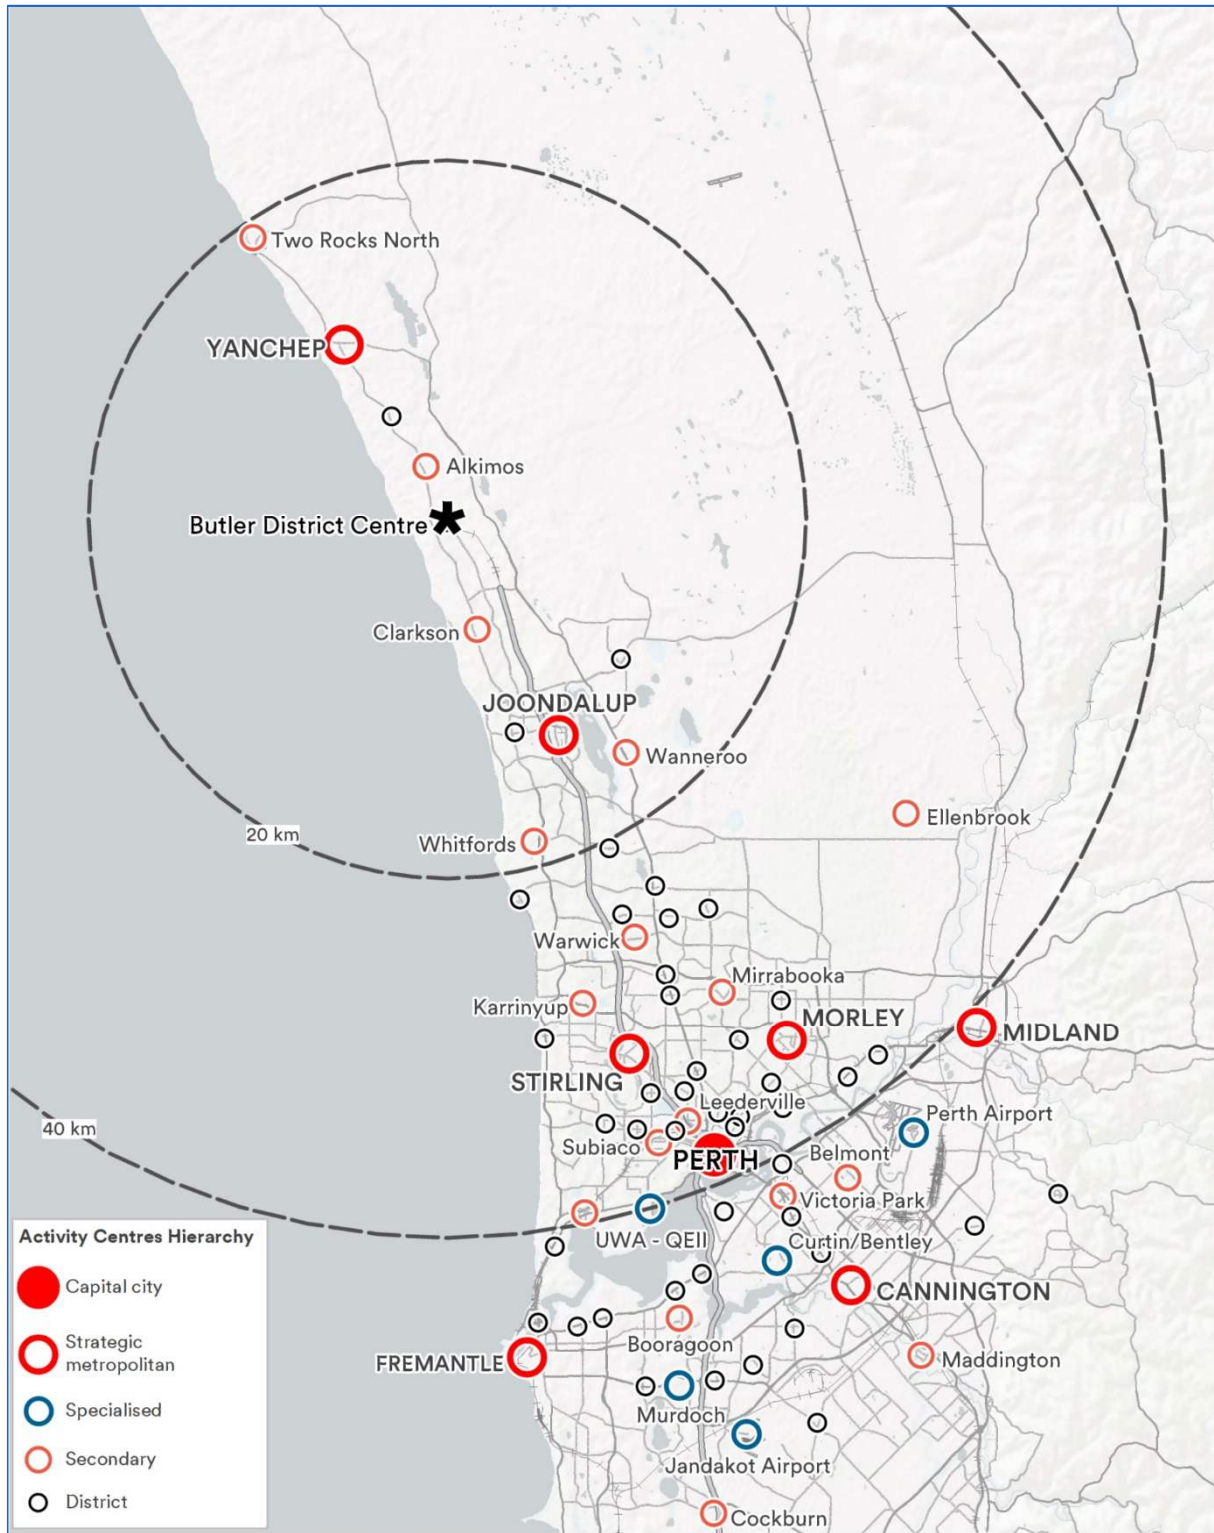 Two Rocks North
YANCHEP
Alkimos
Butler District Centre
Clarkson
JOONDALUP
Wanneroo
Ellenbrook
20 km
Whitfords
Warwick
Mirrabooka
Karrinyup
MORLEY
MIDLAND
STIRLING
Leederville
Perth Airport
40 km
Subiaco
PERTH
Belmont
Victoria Park
UWA - QEII
Curtin/Bentley
CANNINGTON
Booragoon
FREMANTLE
Maddington
Murdoch
Jandakot Airport
Cockburn
Activity Centres Hierarchy
Capital city
Strategic
metropolitan
Specialised
Secondary
District